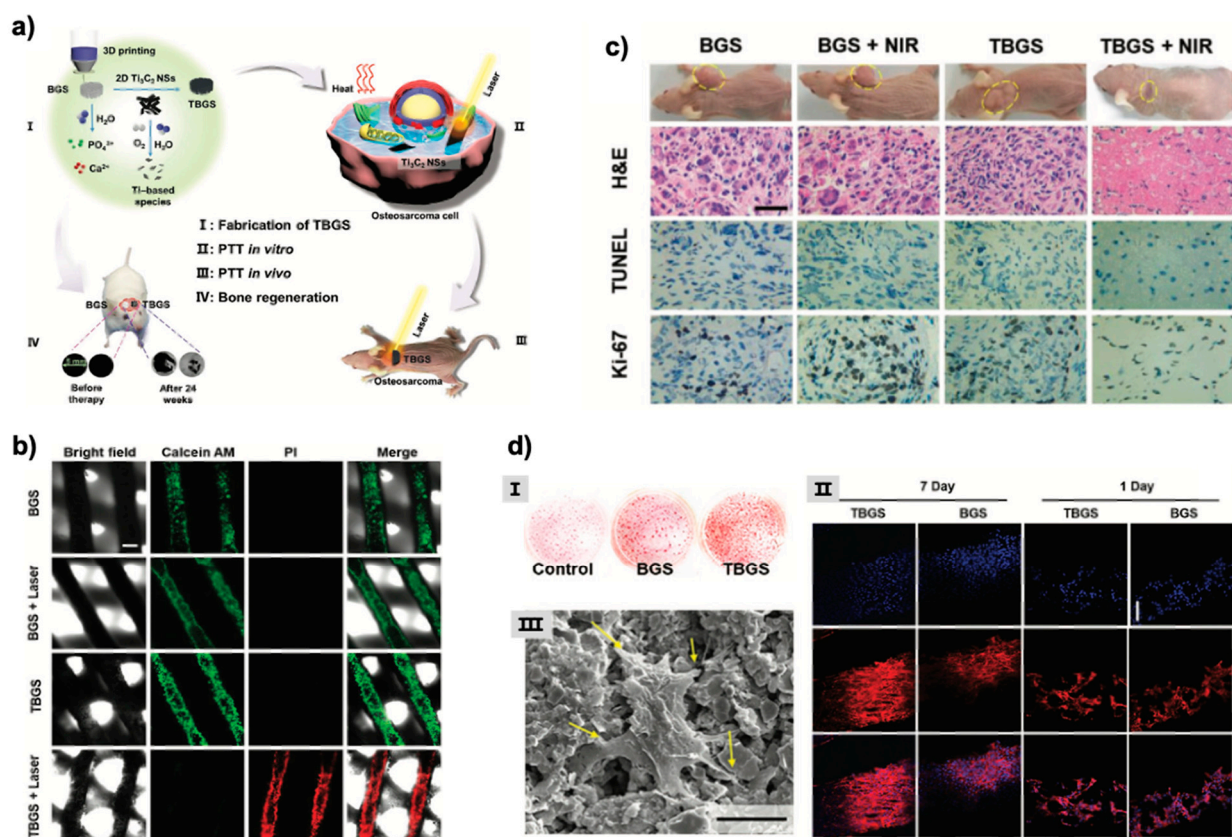 a)
3D printing
BGS
2D Ti₃C₂ NSs
TBGS
H₂O
O₂
H₂O
PO₄³⁺
Ca²⁺
Ti-based
species
I
Heat
Laser
II
Ti₃C₂ NSs
Osteosarcoma cell
I : Fabrication of TBGS
II : PTT in vitro
III : PTT in vivo
IV : Bone regeneration
BGS
TBGS
IV
Before
therapy
After 24
weeks
Laser
TBGS
III
Osteosarcoma
b)
Bright field Calcein AM PI Merge
BGS
BGS + Laser
TBGS
TBGS + Laser
c)
BGS BGS + NIR TBGS TBGS + NIR
H&E
TUNEL
Ki-67
d)
I
Control BGS TBGS
II
7 Day 1 Day
TBGS BGS TBGS BGS
III